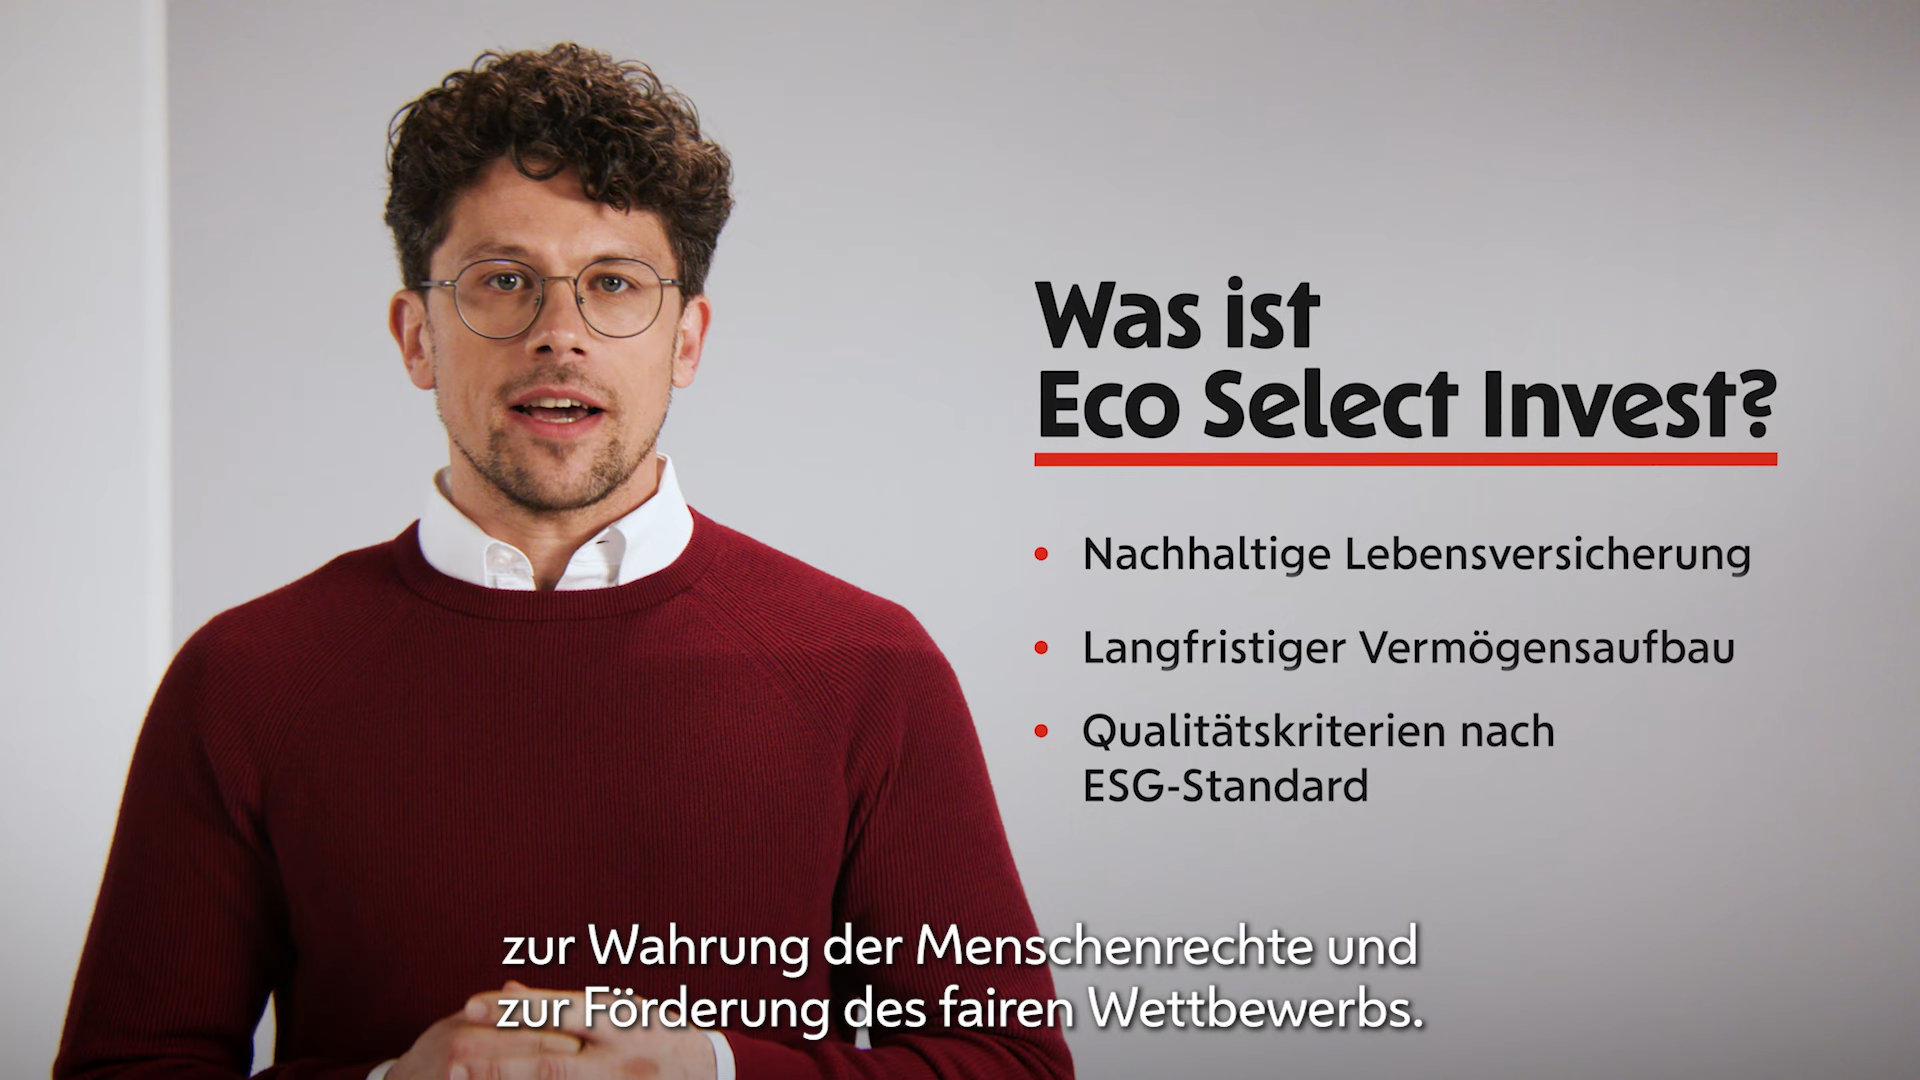 Was ist
Eco Select Invest?
• Nachhaltige Lebensversicherung
• Langfristiger Vermögensaufbau
• Qualitätskriterien nach
ESG-Standard
zur Wahrung der Menschenrechte und
zur Förderung des fairen Wettbewerbs.